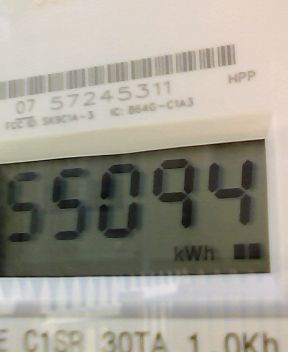 07 57245311
HPP
FCC ID: SK9C1A-3 IC: 864G-C1A3
55094
kWh
E C1SR 30TA 1.0Kh